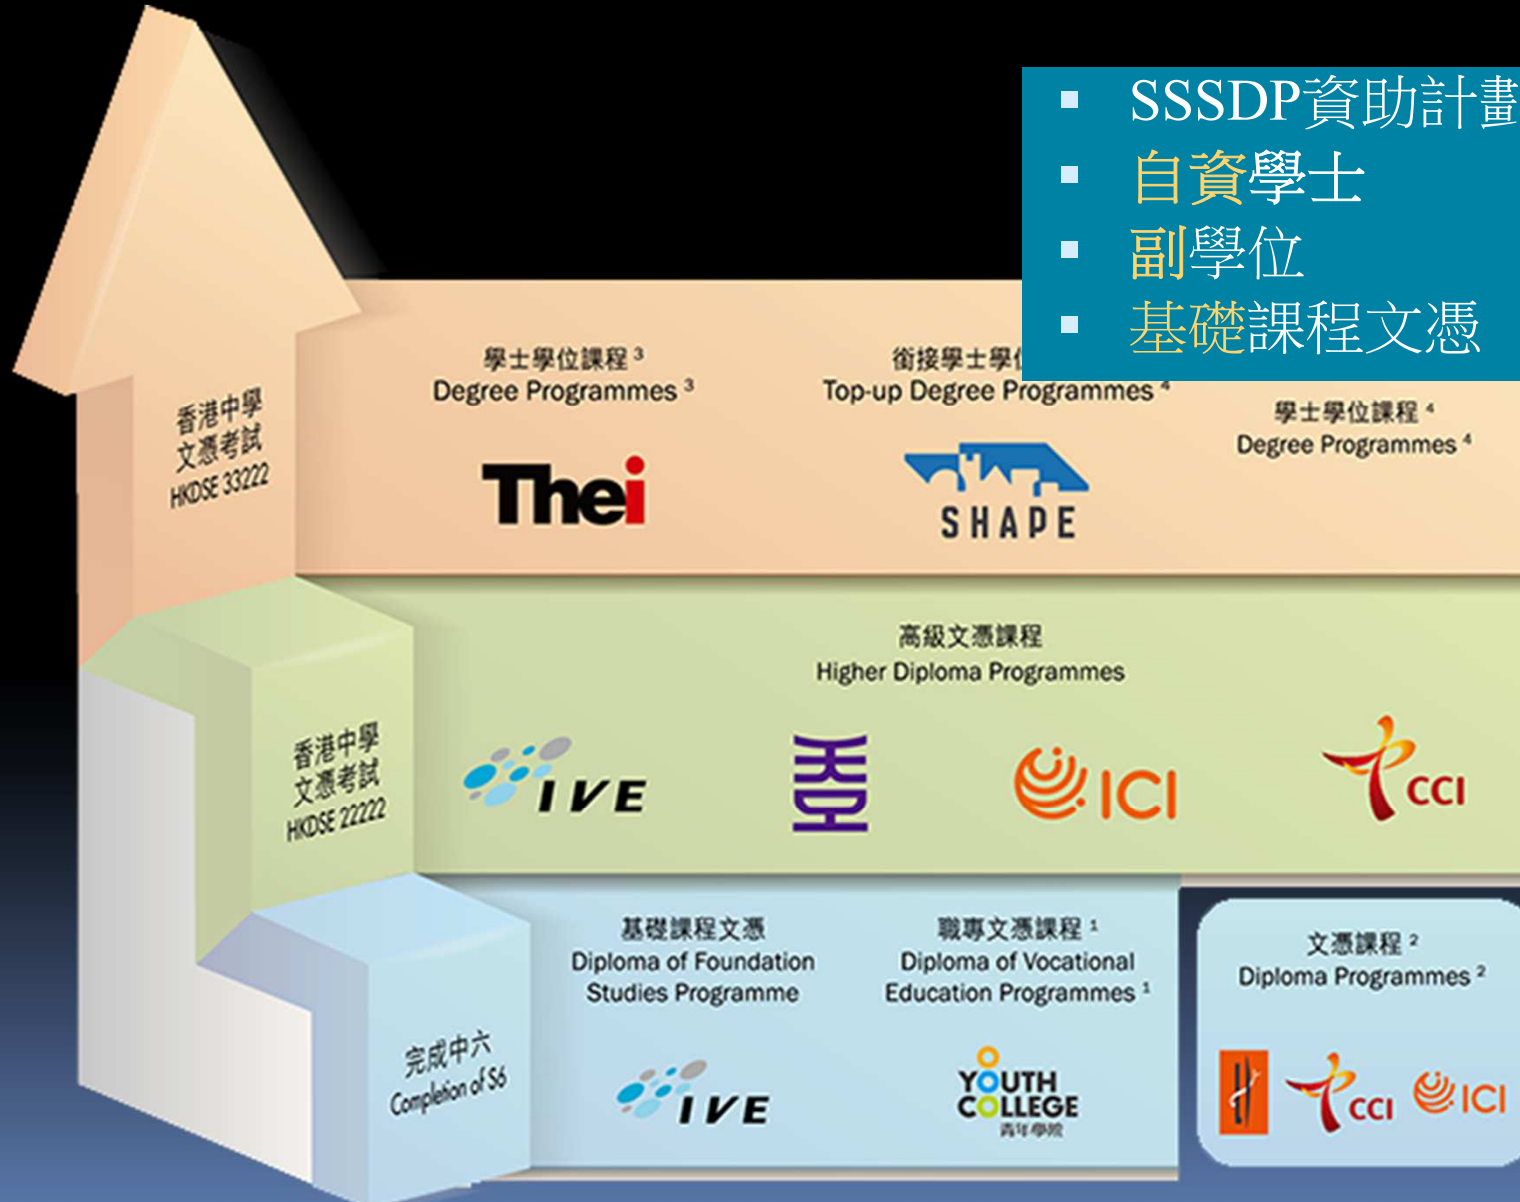 SSSDP資助計劃
自資學士
副學位
基礎課程文憑
學士學位課程 3
Degree Programmes 3
Thei
銜接學士學
Top-up Degree Programmes 4
SHAPE
學士學位課程 4
Degree Programmes 4
香港中學
文憑考試
HKDSE 33222
高級文憑課程
Higher Diploma Programmes
IVE
ICI
CCI
香港中學
文憑考試
HKDSE 22222
基礎課程文憑
Diploma of Foundation
Studies Programme
IVE
職專文憑課程 1
Diploma of Vocational
Education Programmes 1
YOUTH
COLLEGE
青年學院
文憑課程 2
Diploma Programmes 2
CCI
ICI
完成中六
Completion of S6